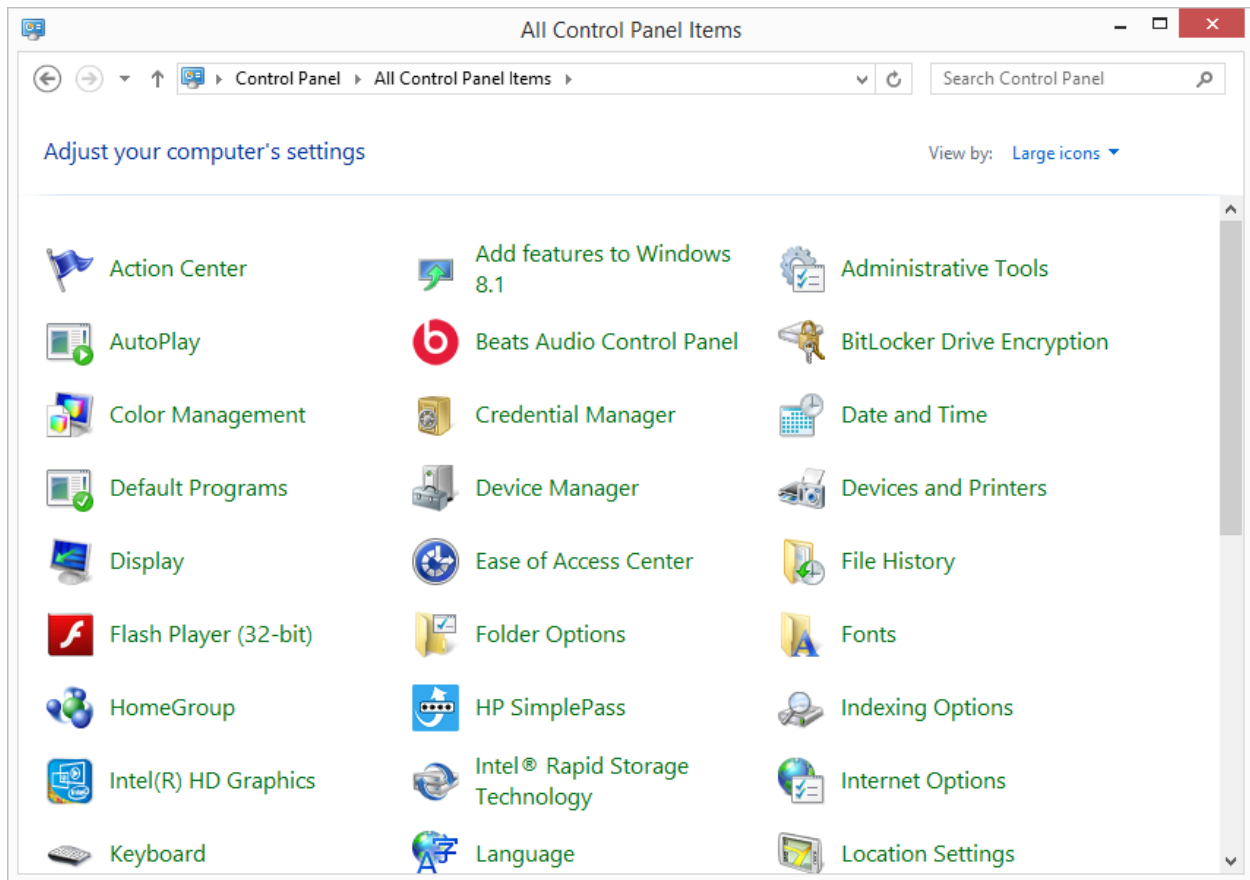 All Control Panel Items
Control Panel All Control Panel Items Search Control Panel
Adjust your computer's settings View by: Large icons
Action Center Add features to Windows 8.1 Administrative Tools
AutoPlay Beats Audio Control Panel BitLocker Drive Encryption
Color Management Credential Manager Date and Time
Default Programs Device Manager Devices and Printers
Display Ease of Access Center File History
Flash Player (32-bit) Folder Options Fonts
HomeGroup HP SimplePass Indexing Options
Intel(R) HD Graphics Intel® Rapid Storage Technology Internet Options
Keyboard Language Location Settings